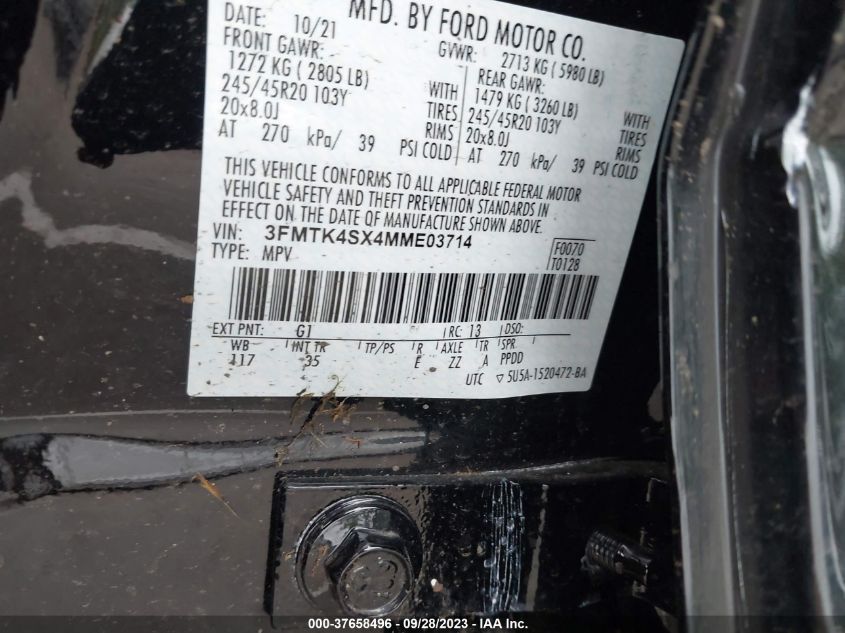 MFD. BY FORD MOTOR CO.
DATE: 10/21 GVWR: 2713 KG ( 5980 LB)
FRONT GAWR: REAR GAWR:
1272 KG ( 2805 LB) WITH 1479 KG ( 3260 LB) WITH
245/45R20 103Y TIRES 245/45R20 103Y TIRES
20x8.0J RIMS 20x8.0J RIMS
AT 270 kPa/ 39 PSI COLD AT 270 kPa/ 39 PSI COLD
THIS VEHICLE CONFORMS TO ALL APPLICABLE FEDERAL MOTOR
VEHICLE SAFETY AND THEFT PREVENTION STANDARDS IN
EFFECT ON THE DATE OF MANUFACTURE SHOWN ABOVE.
VIN: 3FMTK4SX4MME03714
TYPE: MPV
F0070
T0128
EXT PNT: G1 RC: 13 DSO:
WB INT TR TP/PS R AXLE TR SPR
117 35 E ZZ A PPDD
UTC ▽ 5U5A-1520472-BA
000-37658496 - 09/28/2023 - IAA Inc.